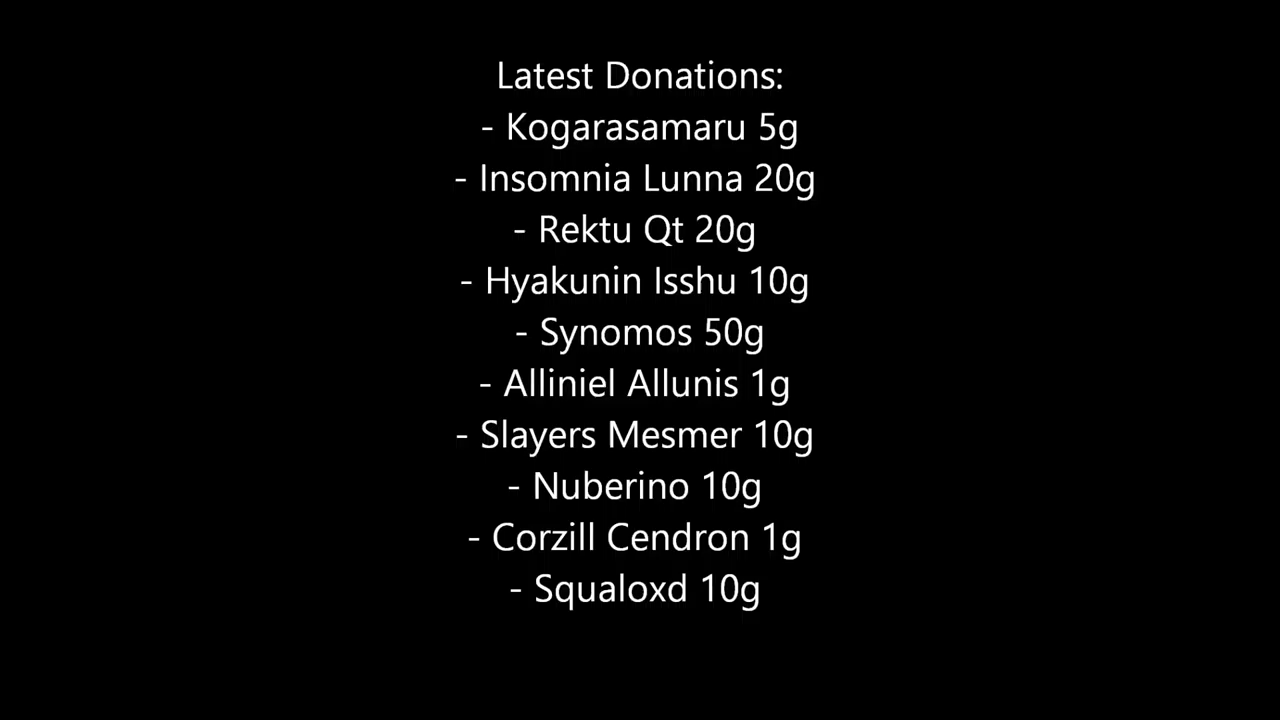 Latest Donations:
- Kogarasamaru 5g
- Insomnia Lunna 20g
- Rektu Qt 20g
- Hyakunin Isshu 10g
- Synomos 50g
- Alliniel Allunis 1g
- Slayers Mesmer 10g
- Nuberino 10g
- Corzill Cendron 1g
- Squaloxd 10g